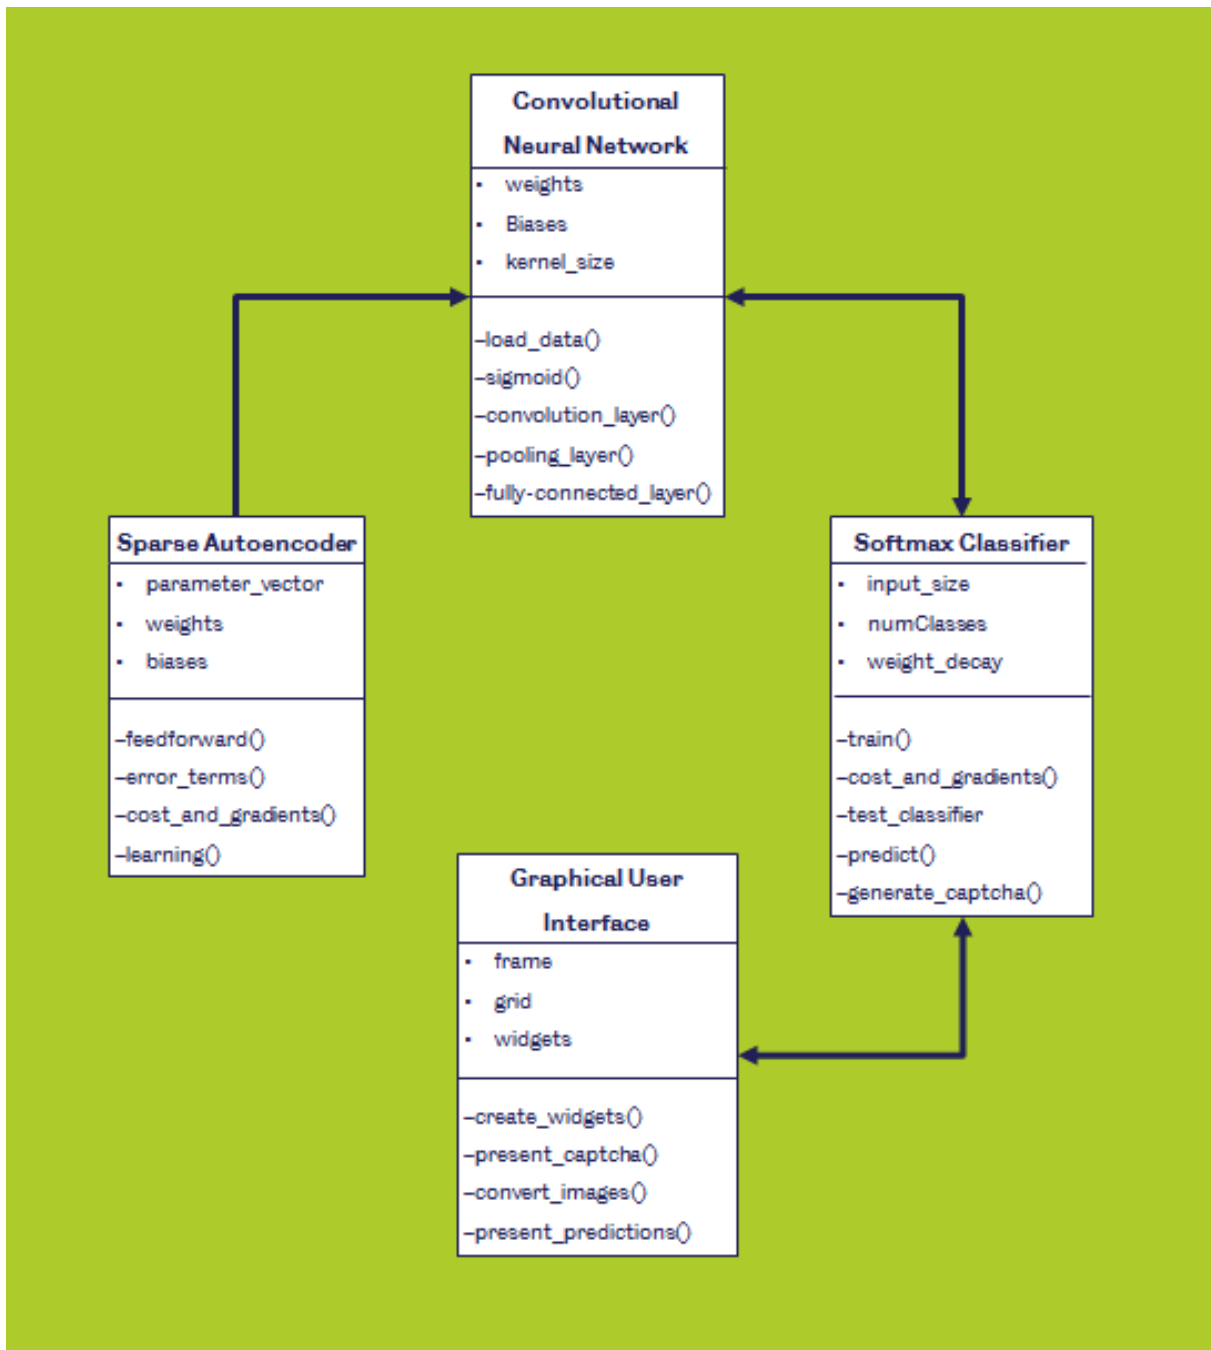 Convolutional
Neural Network
▪ weights
▪ Biases
▪ kernel_size
–load_data()
–sigmoid()
–convolution_layer()
–pooling_layer()
–fully-connected_layer()
Sparse Autoencoder
▪ parameter_vector
▪ weights
▪ biases
–feedforward()
–error_terms()
–cost_and_gradients()
–learning()
Softmax Classifier
▪ input_size
▪ numClasses
▪ weight_decay
–train()
–cost_and_gradients()
–test_classifier
–predict()
–generate_captcha()
Graphical User
Interface
▪ frame
▪ grid
▪ widgets
–create_widgets()
–present_captcha()
–convert_images()
–present_predictions()